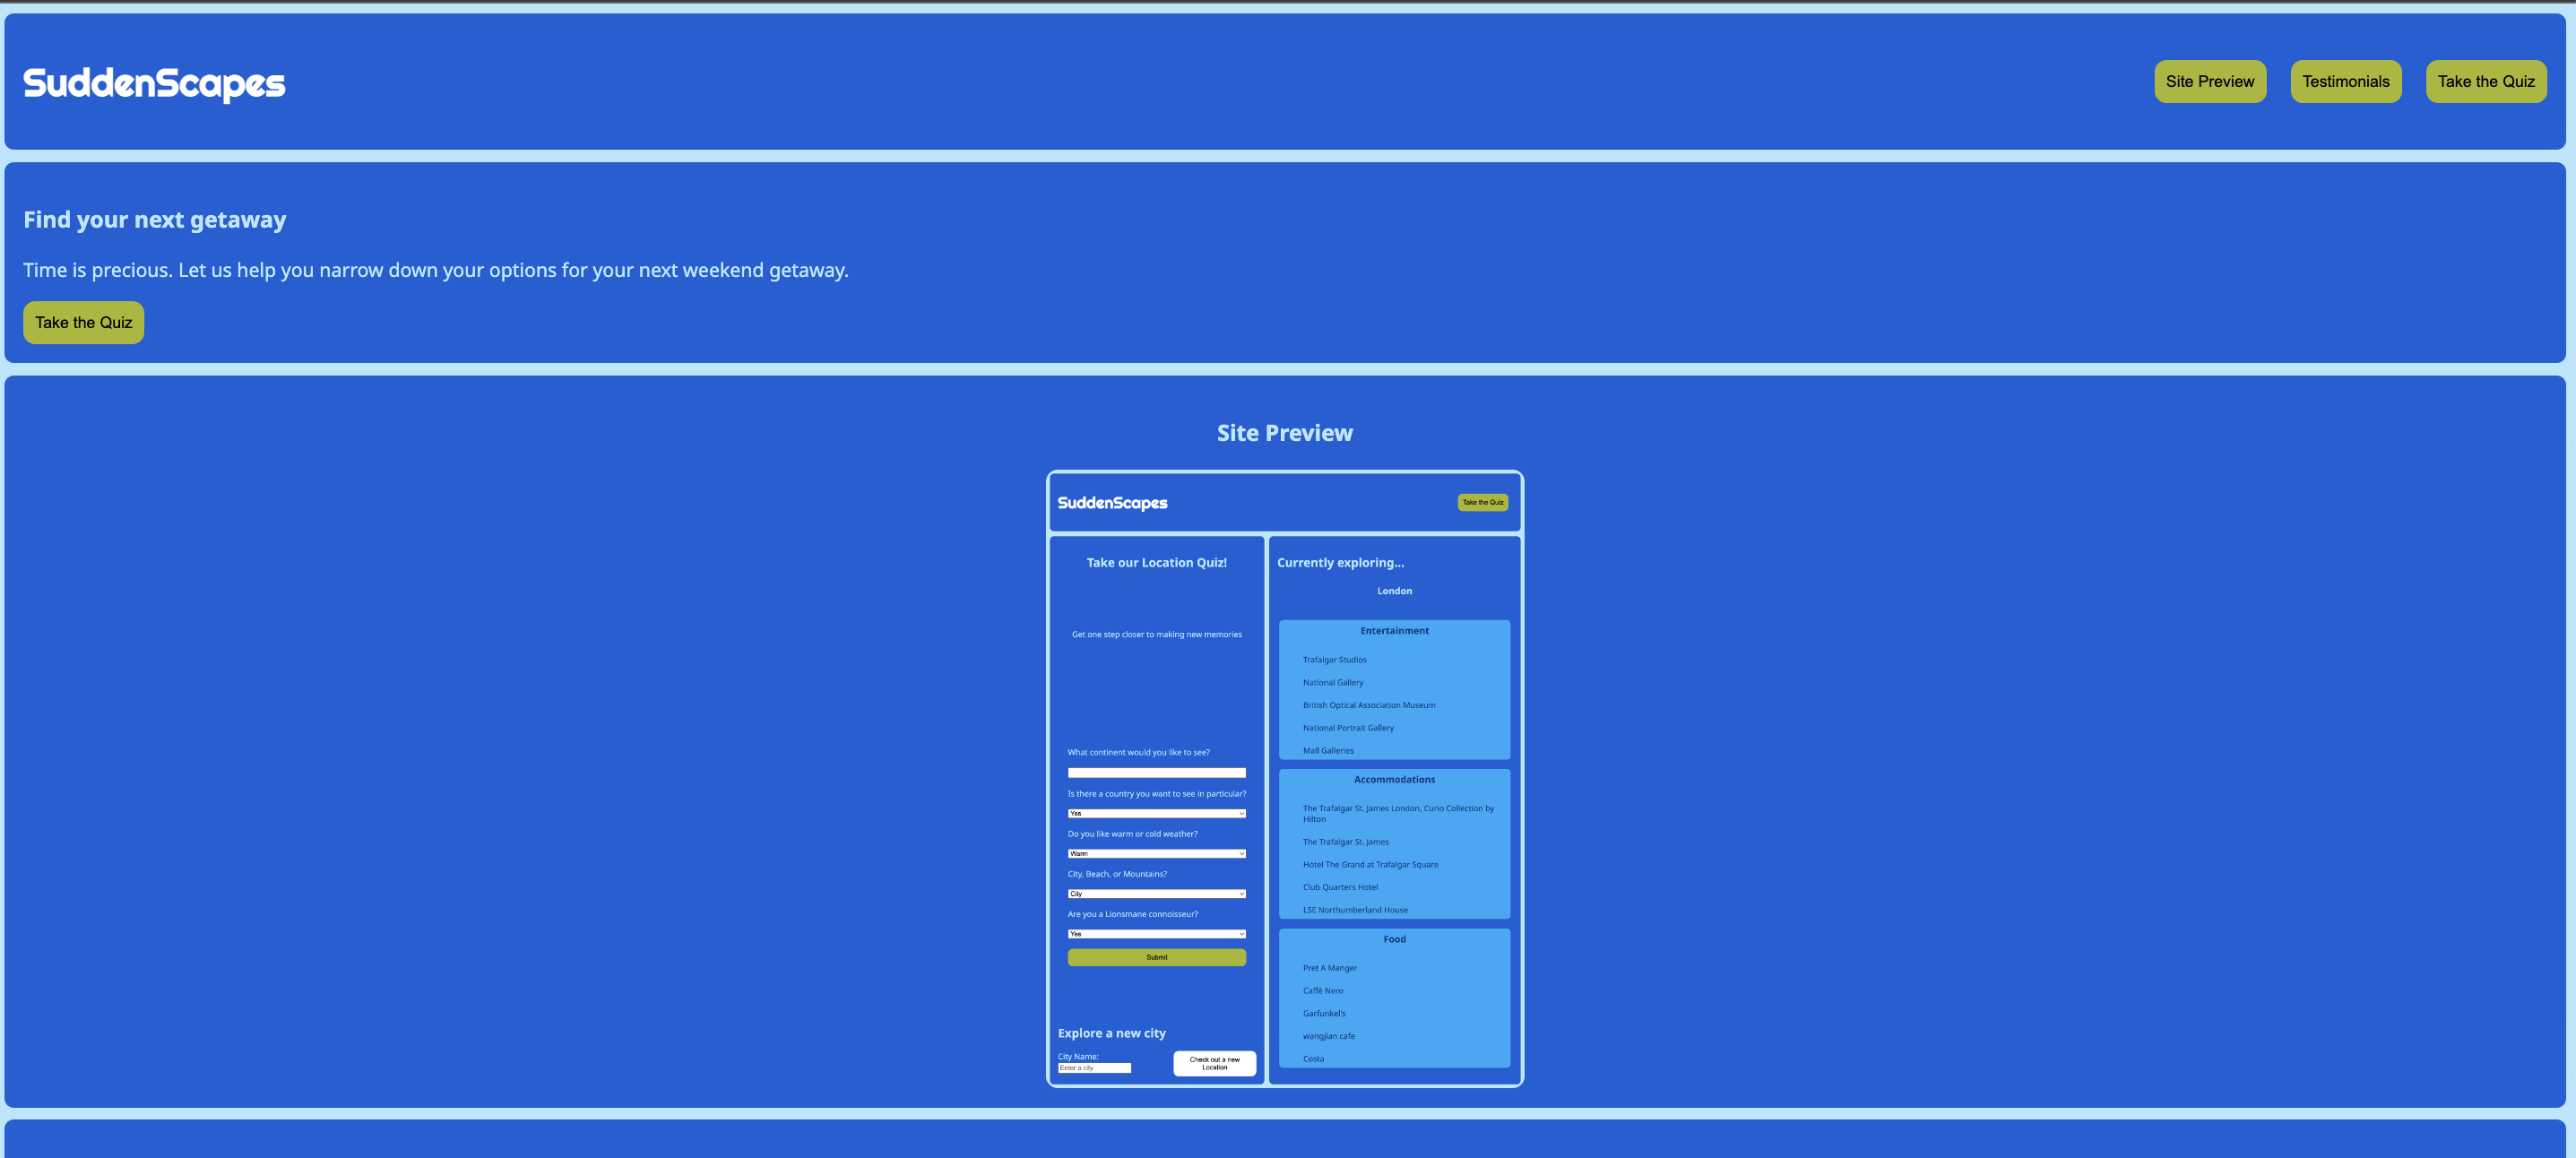 SuddenScapes
Site Preview
Testimonials
Take the Quiz
Find your next getaway
Time is precious. Let us help you narrow down your options for your next weekend getaway.
Take the Quiz
Site Preview
SuddenScapes
Take the Quiz
Take our Location Quiz!
Get one step closer to making new memories
What continent would you like to see?
Is there a country you want to see in particular?
Yes
Do you like warm or cold weather?
Warm
City, Beach, or Mountains?
City
Are you a Lionsmane connoisseur?
Yes
Submit
Explore a new city
City Name:
Enter a city
Check out a new
Location
Currently exploring...
London
Entertainment
Trafalgar Studios
National Gallery
British Optical Association Museum
National Portrait Gallery
Mall Galleries
Accommodations
The Trafalgar St. James London, Curio Collection by
Hilton
The Trafalgar St. James
Hotel The Grand at Trafalgar Square
Club Quarters Hotel
LSE Northumberland House
Food
Pret A Manger
Caffè Nero
Garfunkel's
wangjian cafe
Costa